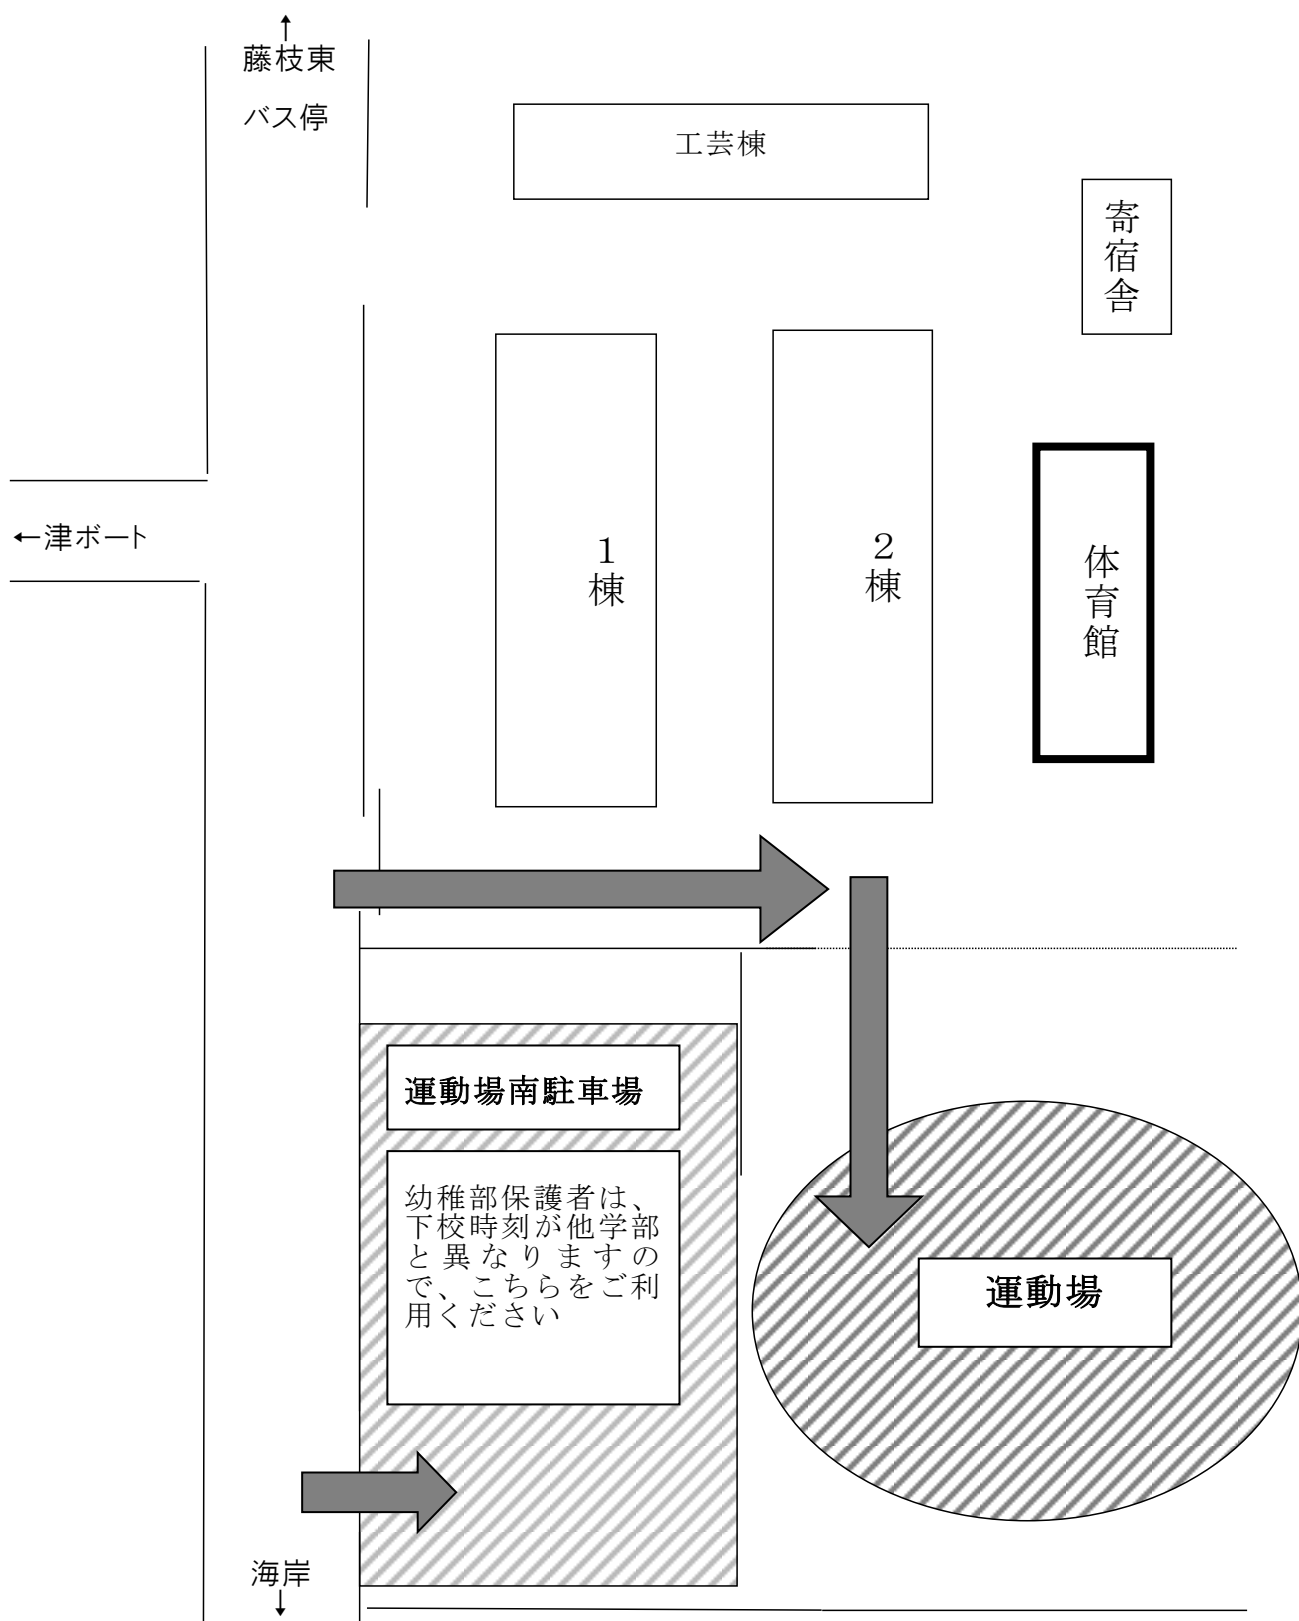 ↑
藤枝東
バス停
工芸棟
寄宿舎
←津ボート
1棟
2棟
体育館
運動場南駐車場
幼稚部保護者は、
下校時刻が他学部
と異なりますの
で、こちらをご利
用ください
運動場
海岸
↓